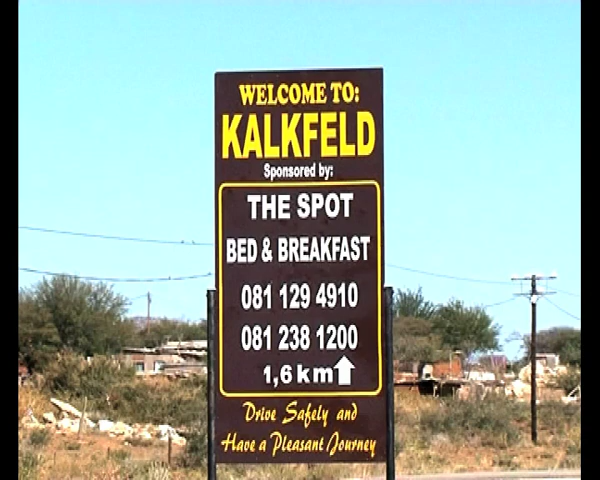 WELCOME TO:
KALKFELD
Sponsored by:
THE SPOT
BED & BREAKFAST
081 129 4910
081 238 1200
1,6 km
Drive Safely and
Have a Pleasant Journey